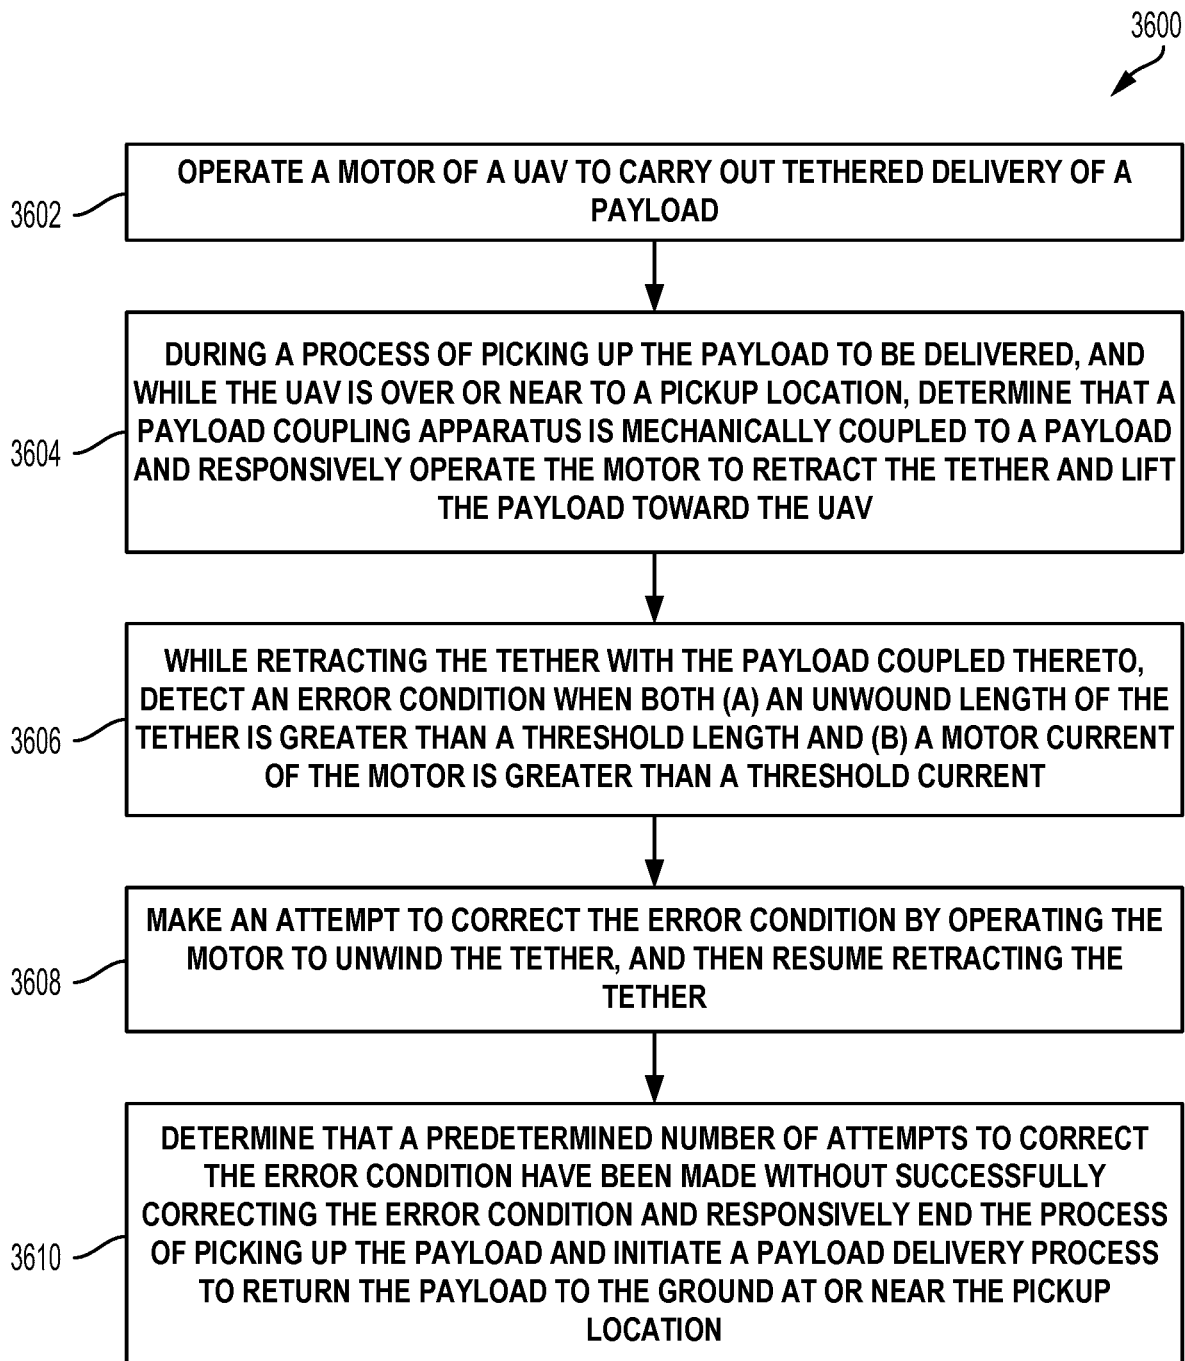 3600
OPERATE A MOTOR OF A UAV TO CARRY OUT TETHERED DELIVERY OF A
PAYLOAD
3602
DURING A PROCESS OF PICKING UP THE PAYLOAD TO BE DELIVERED, AND
WHILE THE UAV IS OVER OR NEAR TO A PICKUP LOCATION, DETERMINE THAT A
PAYLOAD COUPLING APPARATUS IS MECHANICALLY COUPLED TO A PAYLOAD
AND RESPONSIVELY OPERATE THE MOTOR TO RETRACT THE TETHER AND LIFT
THE PAYLOAD TOWARD THE UAV
3604
WHILE RETRACTING THE TETHER WITH THE PAYLOAD COUPLED THERETO,
DETECT AN ERROR CONDITION WHEN BOTH (A) AN UNWOUND LENGTH OF THE
TETHER IS GREATER THAN A THRESHOLD LENGTH AND (B) A MOTOR CURRENT
OF THE MOTOR IS GREATER THAN A THRESHOLD CURRENT
3606
MAKE AN ATTEMPT TO CORRECT THE ERROR CONDITION BY OPERATING THE
MOTOR TO UNWIND THE TETHER, AND THEN RESUME RETRACTING THE
TETHER
3608
DETERMINE THAT A PREDETERMINED NUMBER OF ATTEMPTS TO CORRECT
THE ERROR CONDITION HAVE BEEN MADE WITHOUT SUCCESSFULLY
CORRECTING THE ERROR CONDITION AND RESPONSIVELY END THE PROCESS
OF PICKING UP THE PAYLOAD AND INITIATE A PAYLOAD DELIVERY PROCESS
TO RETURN THE PAYLOAD TO THE GROUND AT OR NEAR THE PICKUP
LOCATION
3610